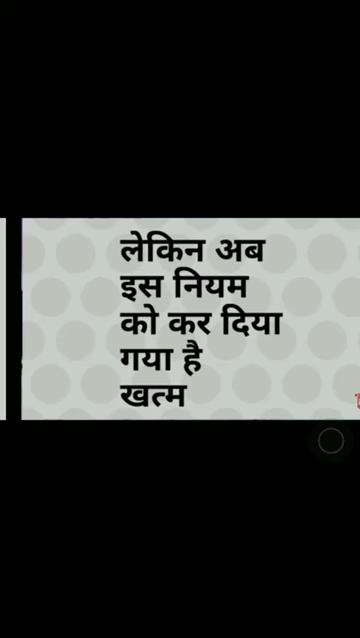 लेकिन अब
इस नियम
को कर दिया
गया है
खत्म